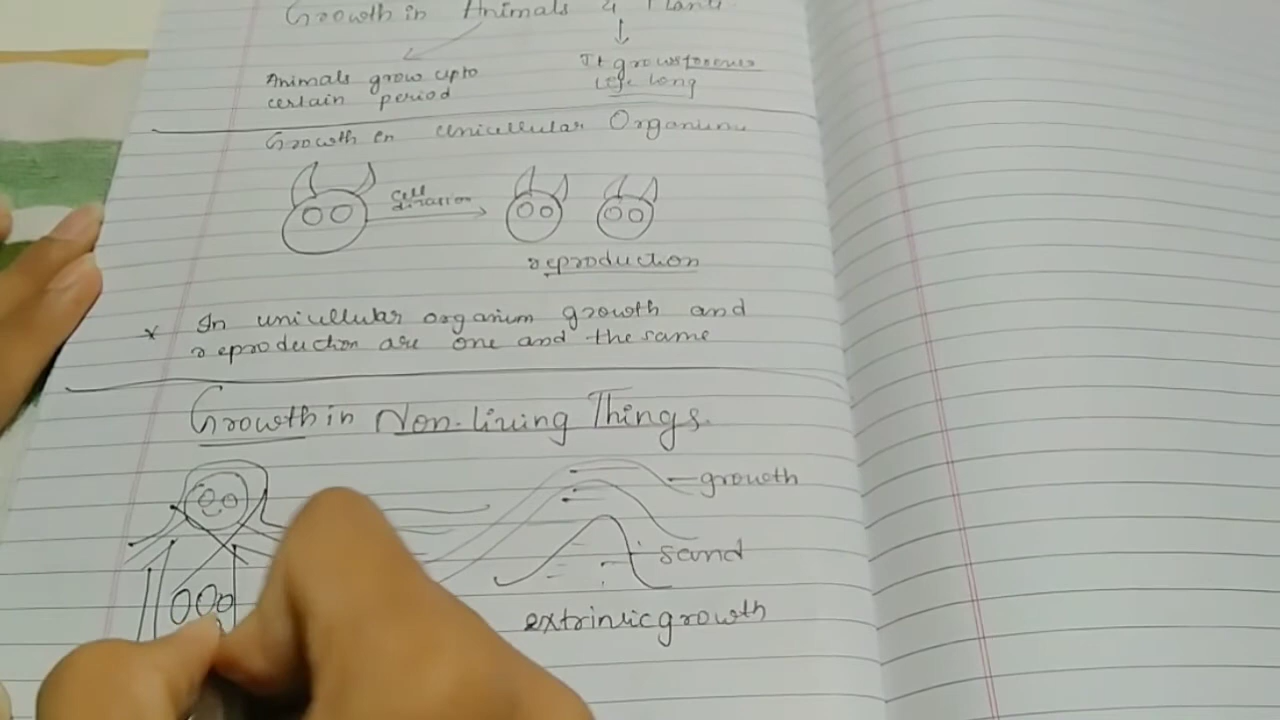 Growth in Animals & Plants
Animals grow upto
certain period
It grows
life long
Growth in Unicellular Organism
Cell
division
reproduction
* In unicellular organism growth and
reproduction are one and the same
Growth in Non-living Things.
growth
sand
extrinsic growth